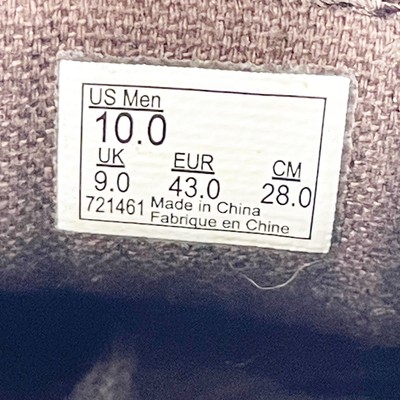 US Men
10.0
UK EUR CM
9.0 43.0 28.0
721461 Made in China
Fabrique en Chine